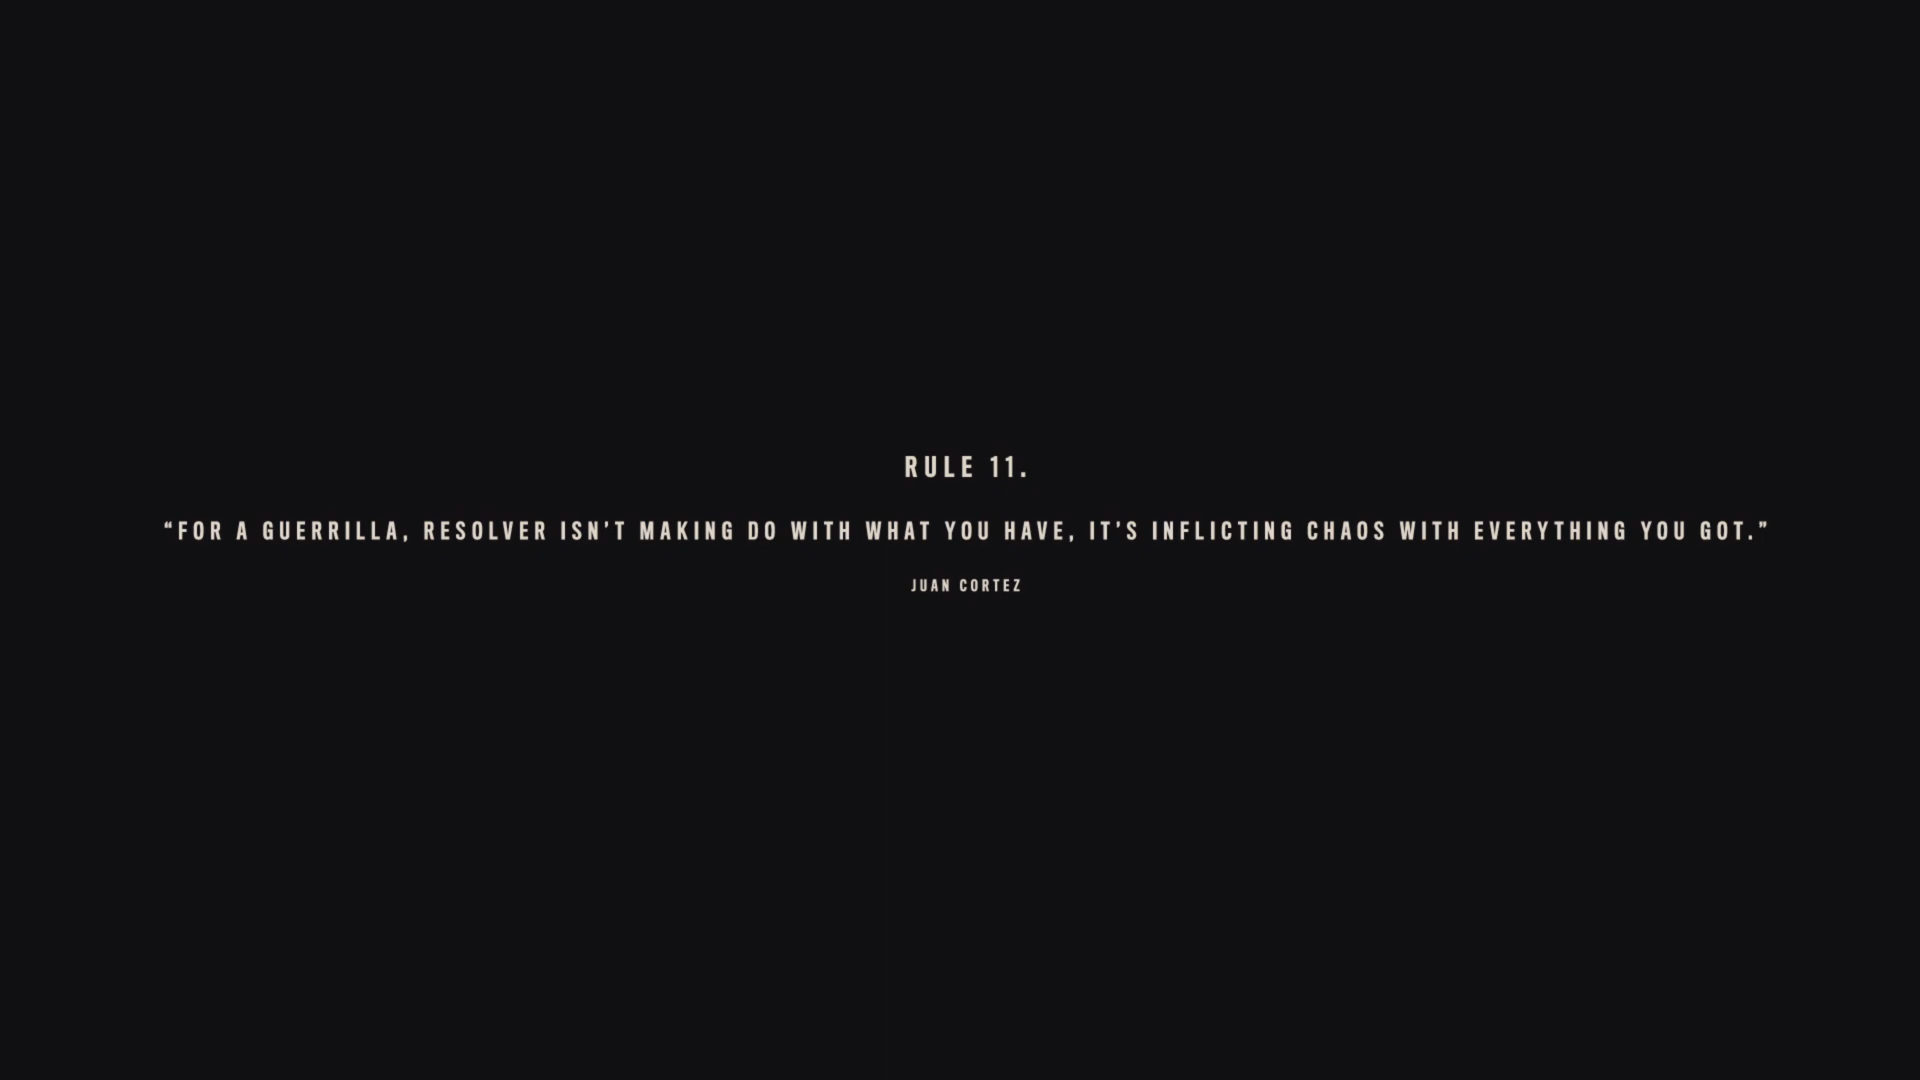 RULE 11.
“FOR A GUERRILLA, RESOLVER ISN’T MAKING DO WITH WHAT YOU HAVE, IT’S INFLICTING CHAOS WITH EVERYTHING YOU GOT.”
JUAN CORTEZ